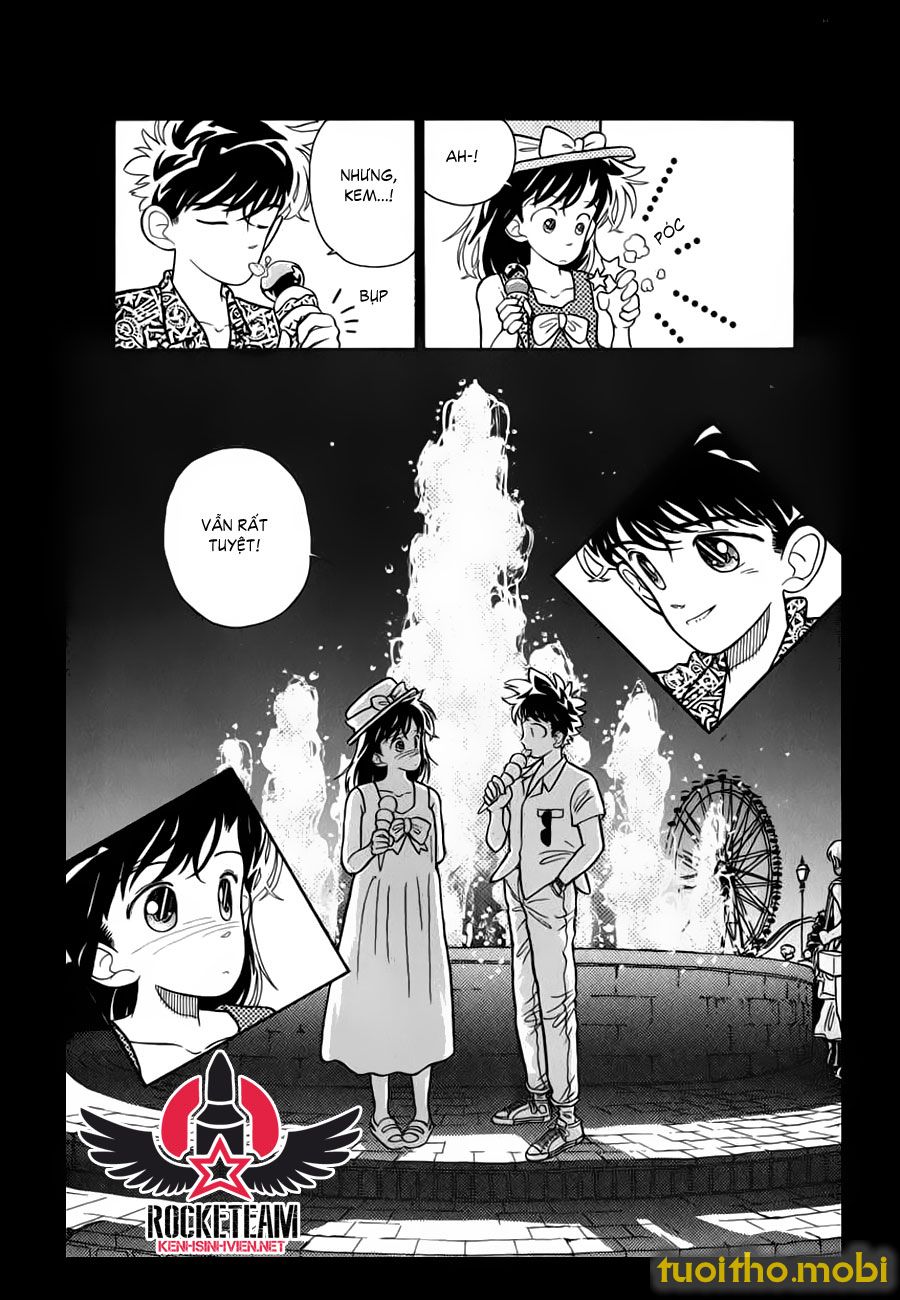 NHƯNG,
KEM...!
BỤP
AH-!
PÓC
VẪN RẤT
TUYỆT!
ROCKETEAM
KENHSINHVIEN.NET
tuoitho.mobi